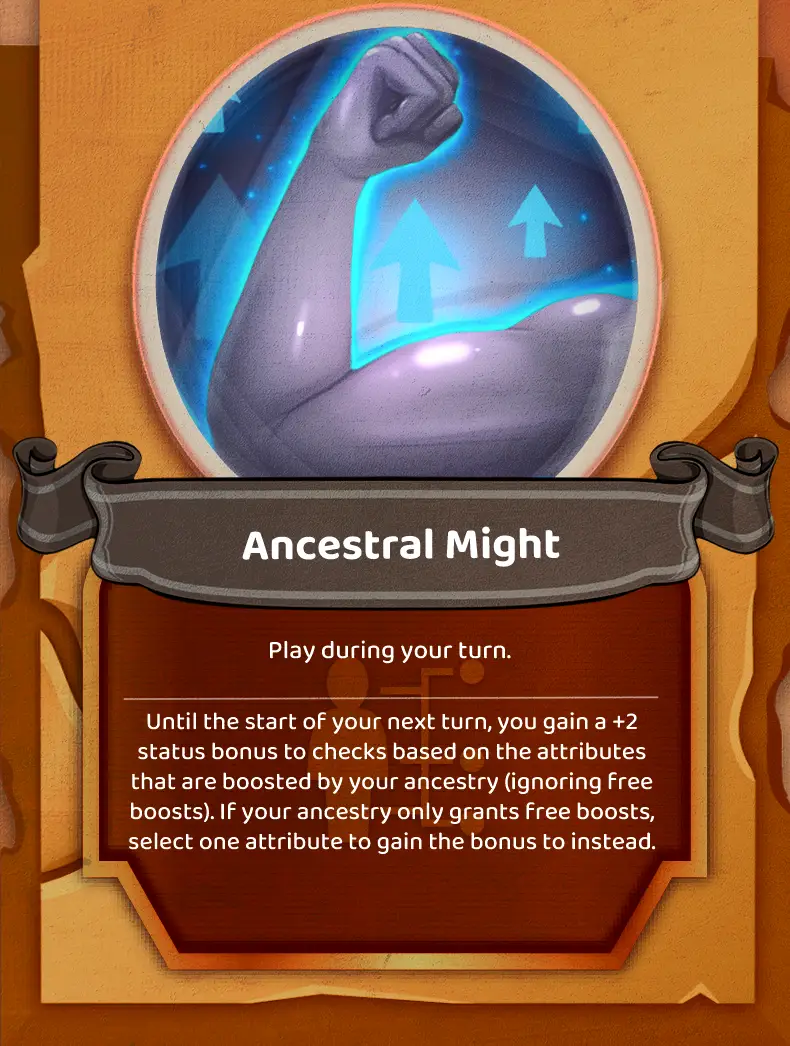 Ancestral Might
Play during your turn.
Until the start of your next turn, you gain a +2
status bonus to checks based on the attributes
that are boosted by your ancestry (ignoring free
boosts). If your ancestry only grants free boosts,
select one attribute to gain the bonus to instead.